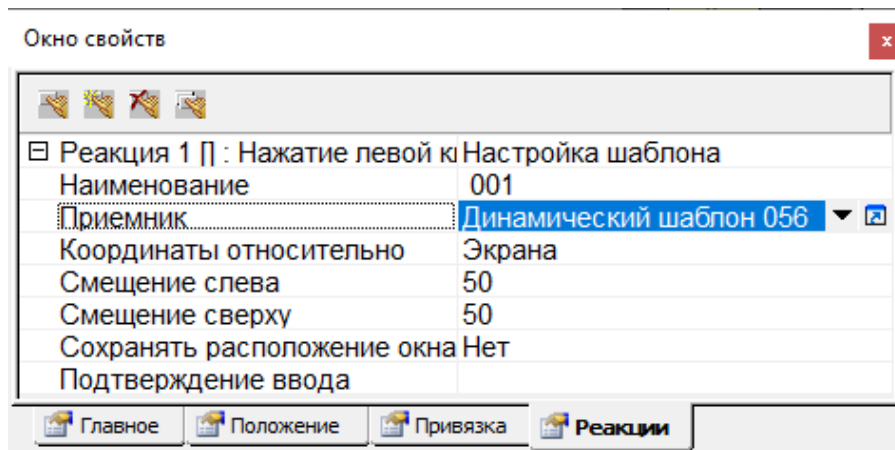 Окно свойств
x
Реакция 1 [] : Нажатие левой к Настройка шаблона
Наименование 001
Приемник Динамический шаблон 056
Координаты относительно Экрана
Смещение слева 50
Смещение сверху 50
Сохранять расположение окна Нет
Подтверждение ввода
Главное Положение Привязка Реакции